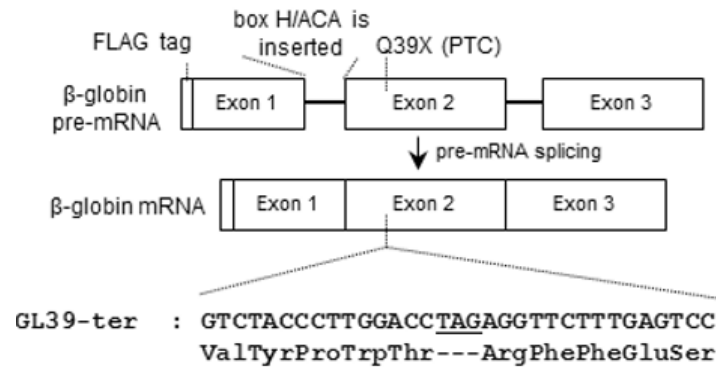 box H/ACA is
inserted
FLAG tag
Q39X (PTC)
β-globin
pre-mRNA
Exon 1
Exon 2
Exon 3
pre-mRNA splicing
β-globin mRNA
Exon 1
Exon 2
Exon 3
GL39-ter : GTCTACCCTTGGACCTAGAGGTTCTTTGAGTCC
ValTyrProTrpThr---ArgPhePheGluSer